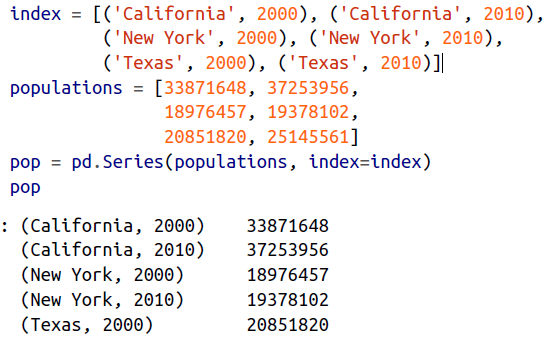 index = [('California', 2000), ('California', 2010),
('New York', 2000), ('New York', 2010),
('Texas', 2000), ('Texas', 2010)]
populations = [33871648, 37253956,
18976457, 19378102,
20851820, 25145561]
pop = pd.Series(populations, index=index)
pop
: (California, 2000) 33871648
(California, 2010) 37253956
(New York, 2000) 18976457
(New York, 2010) 19378102
(Texas, 2000) 20851820